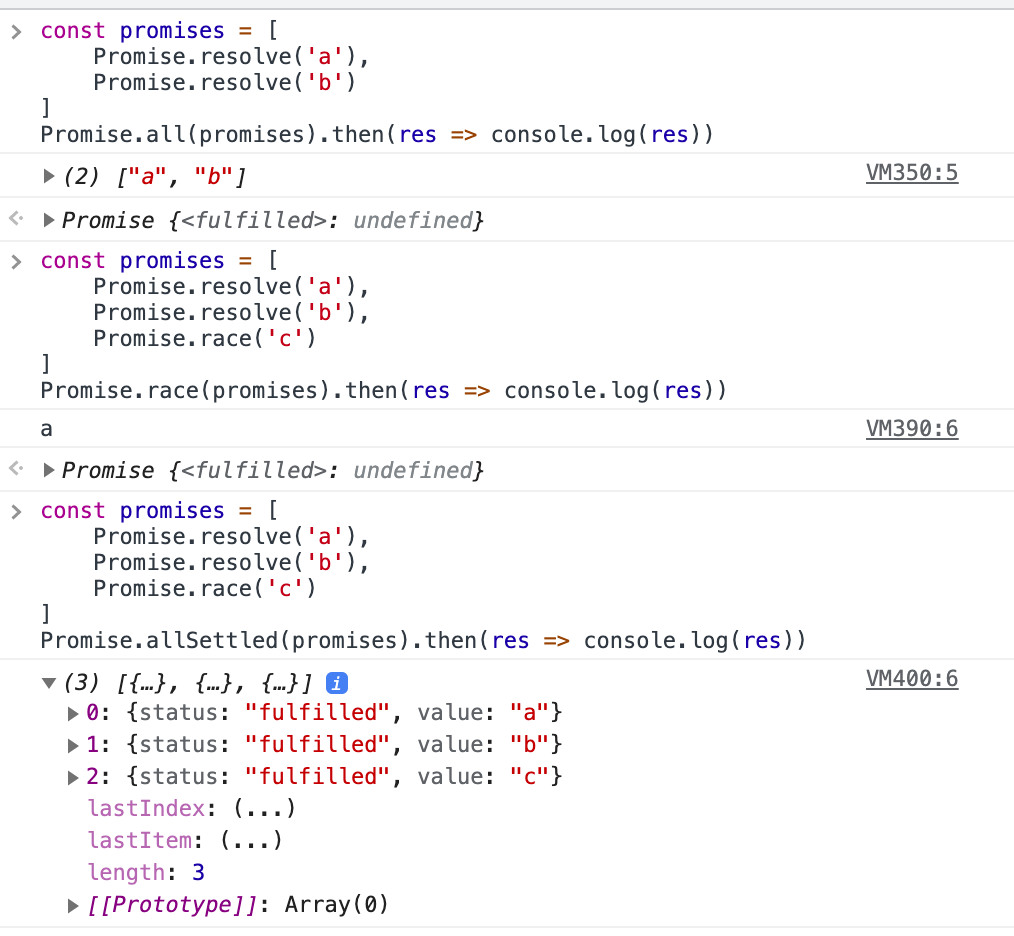 const promises = [
    Promise.resolve('a'),
    Promise.resolve('b')
]
Promise.all(promises).then(res => console.log(res))
(2) ["a", "b"] VM350:5
Promise {<fulfilled>: undefined}
const promises = [
    Promise.resolve('a'),
    Promise.resolve('b'),
    Promise.race('c')
]
Promise.race(promises).then(res => console.log(res))
a VM390:6
Promise {<fulfilled>: undefined}
const promises = [
    Promise.resolve('a'),
    Promise.resolve('b'),
    Promise.race('c')
]
Promise.allSettled(promises).then(res => console.log(res))
(3) [{…}, {…}, {…}] i VM400:6
0: {status: "fulfilled", value: "a"}
1: {status: "fulfilled", value: "b"}
2: {status: "fulfilled", value: "c"}
lastIndex: (...)
lastItem: (...)
length: 3
[[Prototype]]: Array(0)